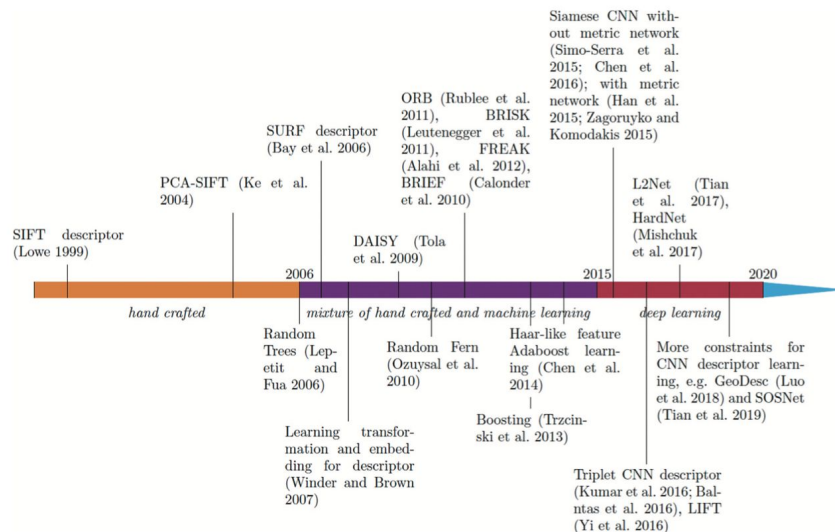 Siamese CNN with-
out metric network
(Simo-Serra et al.
2015; Chen et al.
2016); with metric
network (Han et al.
2015; Zagoruyko and
Komodakis 2015)
ORB (Rublee et al.
2011), BRISK
(Leutenegger et al.
2011), FREAK
(Alahi et al. 2012),
BRIEF (Calonder
et al. 2010)
SURF descriptor
(Bay et al. 2006)
PCA-SIFT (Ke et al.
2004)
L2Net (Tian
et al. 2017),
HardNet
(Mishchuk
et al. 2017)
SIFT descriptor
(Lowe 1999)
DAISY (Tola
et al. 2009)
2006
2015
2020
hand crafted
mixture of hand crafted and machine learning
deep learning
Random
Trees (Lep-
etit and
Fua 2006)
Random Fern
(Ozuysal et al.
2010)
Haar-like feature
Adaboost learn-
ing (Chen et al.
2014)
More constraints for
CNN descriptor learn-
ing, e.g. GeoDesc (Luo
et al. 2018) and SOSNet
(Tian et al. 2019)
Boosting (Trzcin-
ski et al. 2013)
Learning transfor-
mation and embed-
ding for descriptor
(Winder and Brown
2007)
Triplet CNN descriptor
(Kumar et al. 2016; Bal-
ntas et al. 2016), LIFT
(Yi et al. 2016)